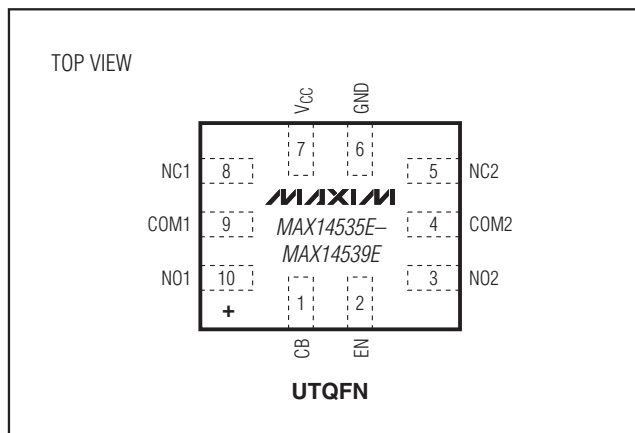 TOP VIEW
VCC
GND
7
6
NC1
8
5
NC2
MAXIM
COM1
9
MAX14535E–
4
COM2
MAX14539E
NO1
10
3
NO2
+
1
2
CB
EN
UTQFN